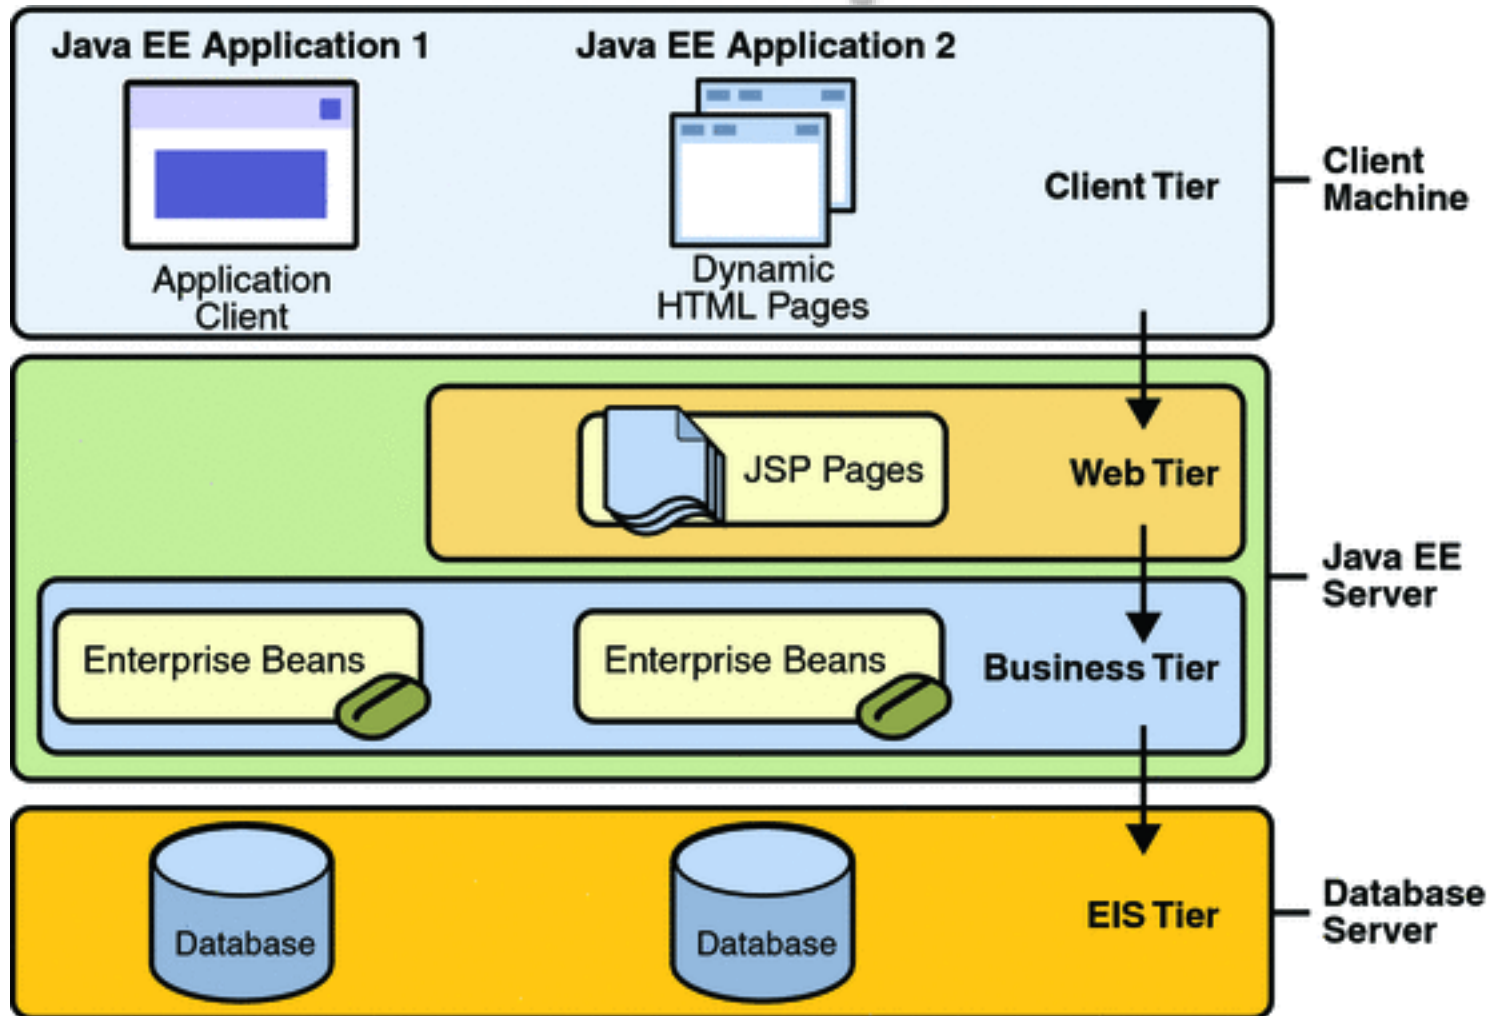 Java EE Application 1
Java EE Application 2
Application
Client
Dynamic
HTML Pages
Client Tier
Client
Machine
JSP Pages
Web Tier
Java EE
Server
Enterprise Beans
Enterprise Beans
Business Tier
Database
Database
EIS Tier
Database
Server